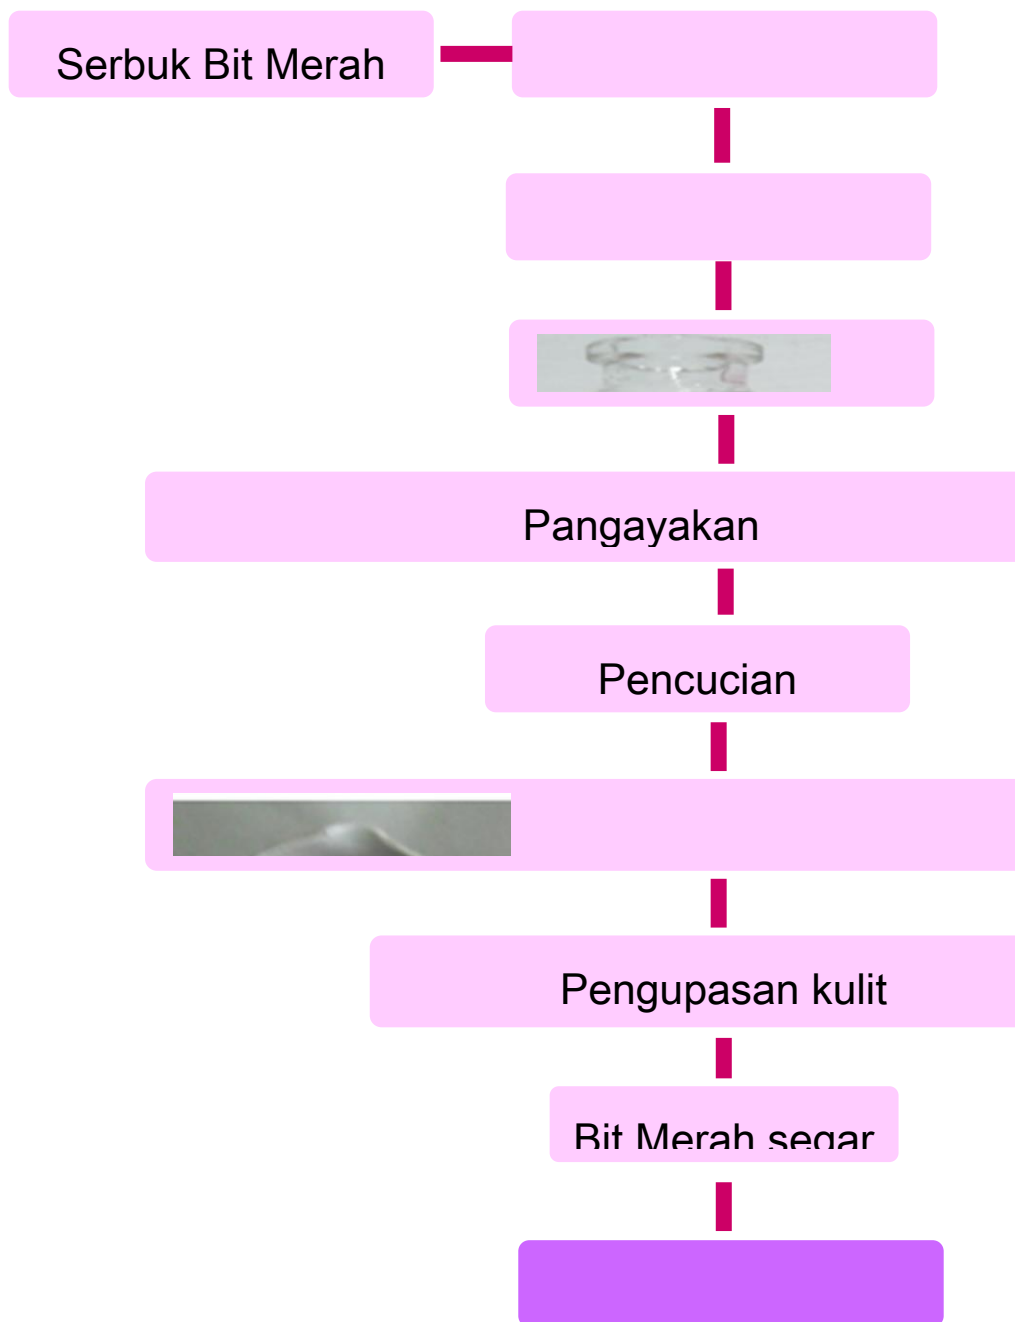 Serbuk Bit Merah
Pangayakan
Pencucian
Pengupasan kulit
Bit Merah segar